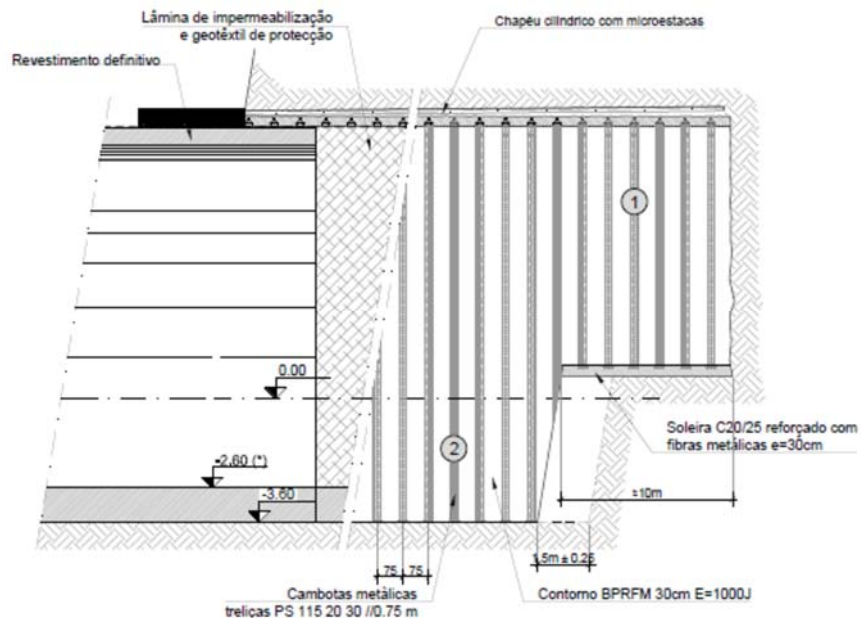 Lâmina de impermeabilização
e geotêxtil de protecção
Chapéu cilíndrico com microestacas
Revestimento definitivo
1
0.00
Soleira C20/25 reforçado com
fibras metálicas e=30cm
2
-2.60 (*)
-3.60
±10m
1.5m ± 0.25
75
75
Cambotas metálicas
treliças PS 115 20 30 //0.75 m
Contorno BPRFM 30cm E=1000J